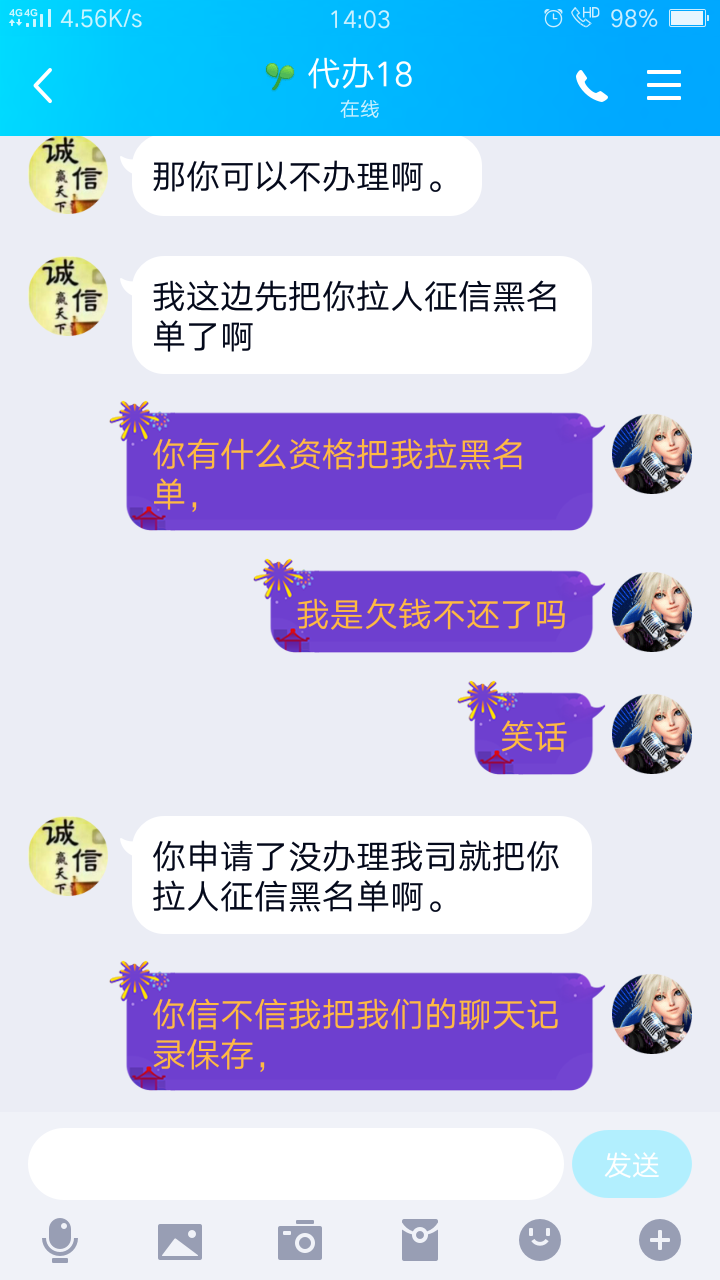 4G 4G 4.56K/s 14:03 HD 98%
代办18
在线
诚信赢天下
那你可以不办理啊。
诚信赢天下
我这边先把你拉人征信黑名
单了啊
你有什么资格把我拉黑名
单，
我是欠钱不还了吗
笑话
诚信赢天下
你申请了没办理我司就把你
拉人征信黑名单啊。
你信不信我把我们的聊天记
录保存，
发送